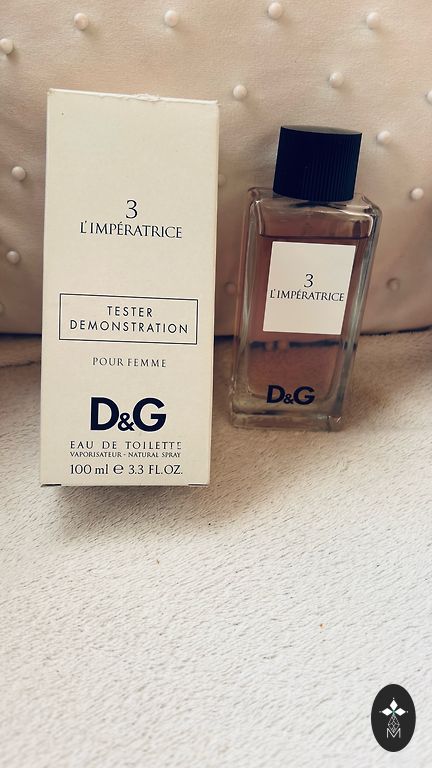 3
L'IMPÉRATRICE
TESTER
DEMONSTRATION
POUR FEMME
D&G
EAU DE TOILETTE
VAPORISATEUR - NATURAL SPRAY
100 ml ℮ 3.3 FL.OZ.
3
L'IMPÉRATRICE
D&G
M